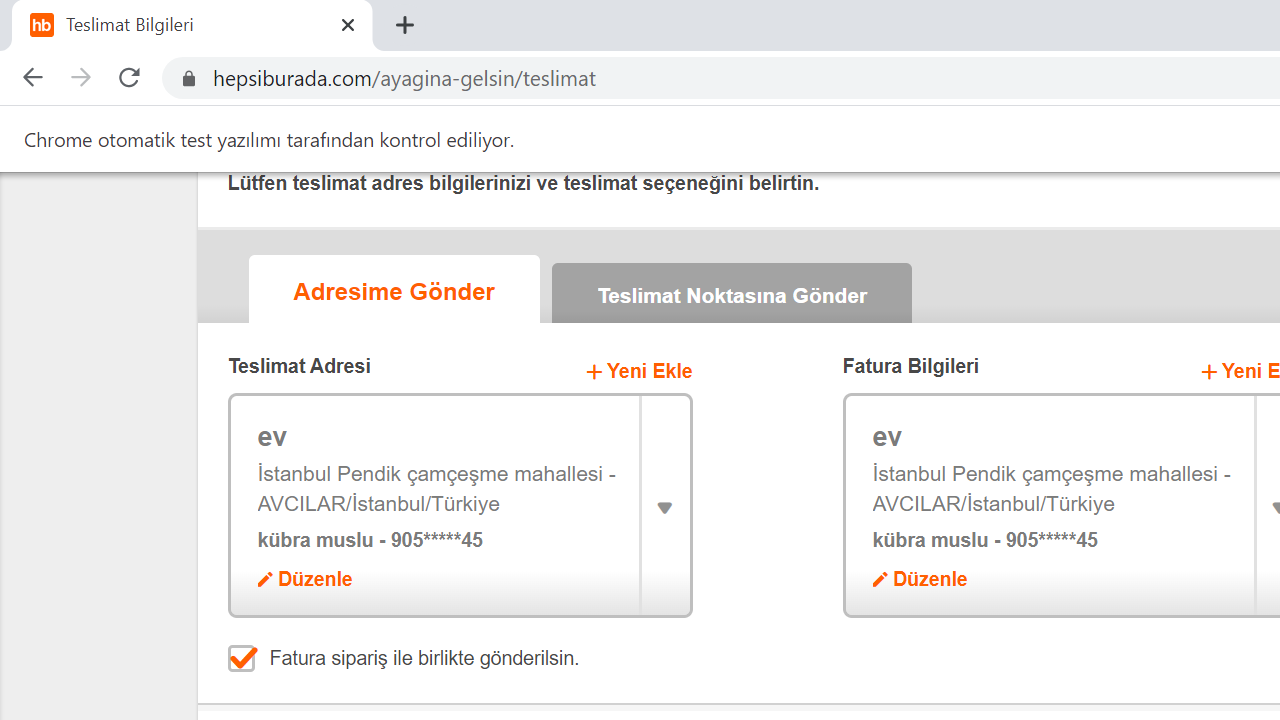 hb Teslimat Bilgileri
hepsiburada.com/ayagina-gelsin/teslimat
Chrome otomatik test yazılımı tarafından kontrol ediliyor.
Lütfen teslimat adres bilgilerinizi ve teslimat seçeneğini belirtin.
Adresime Gönder
Teslimat Noktasına Gönder
Teslimat Adresi
+ Yeni Ekle
ev
İstanbul Pendik çamçeşme mahallesi -
AVCILAR/İstanbul/Türkiye
kübra muslu - 905*****45
Düzenle
Fatura Bilgileri
+ Yeni E
ev
İstanbul Pendik çamçeşme mahallesi -
AVCILAR/İstanbul/Türkiye
kübra muslu - 905*****45
Düzenle
Fatura sipariş ile birlikte gönderilsin.